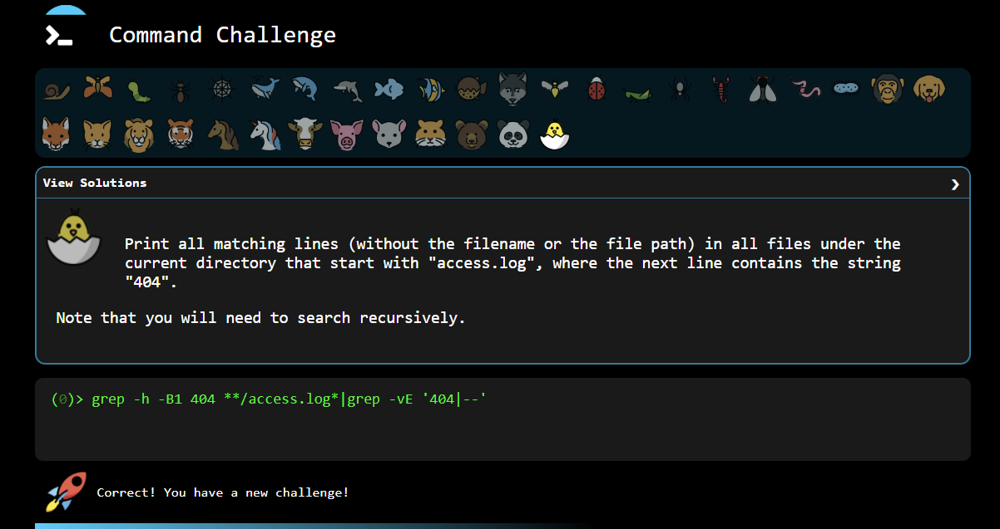 Command Challenge
View Solutions
Print all matching lines (without the filename or the file path) in all files under the
current directory that start with "access.log", where the next line contains the string
"404".
Note that you will need to search recursively.
(0)> grep -h -B1 404 **/access.log*|grep -vE '404|--'
Correct! You have a new challenge!